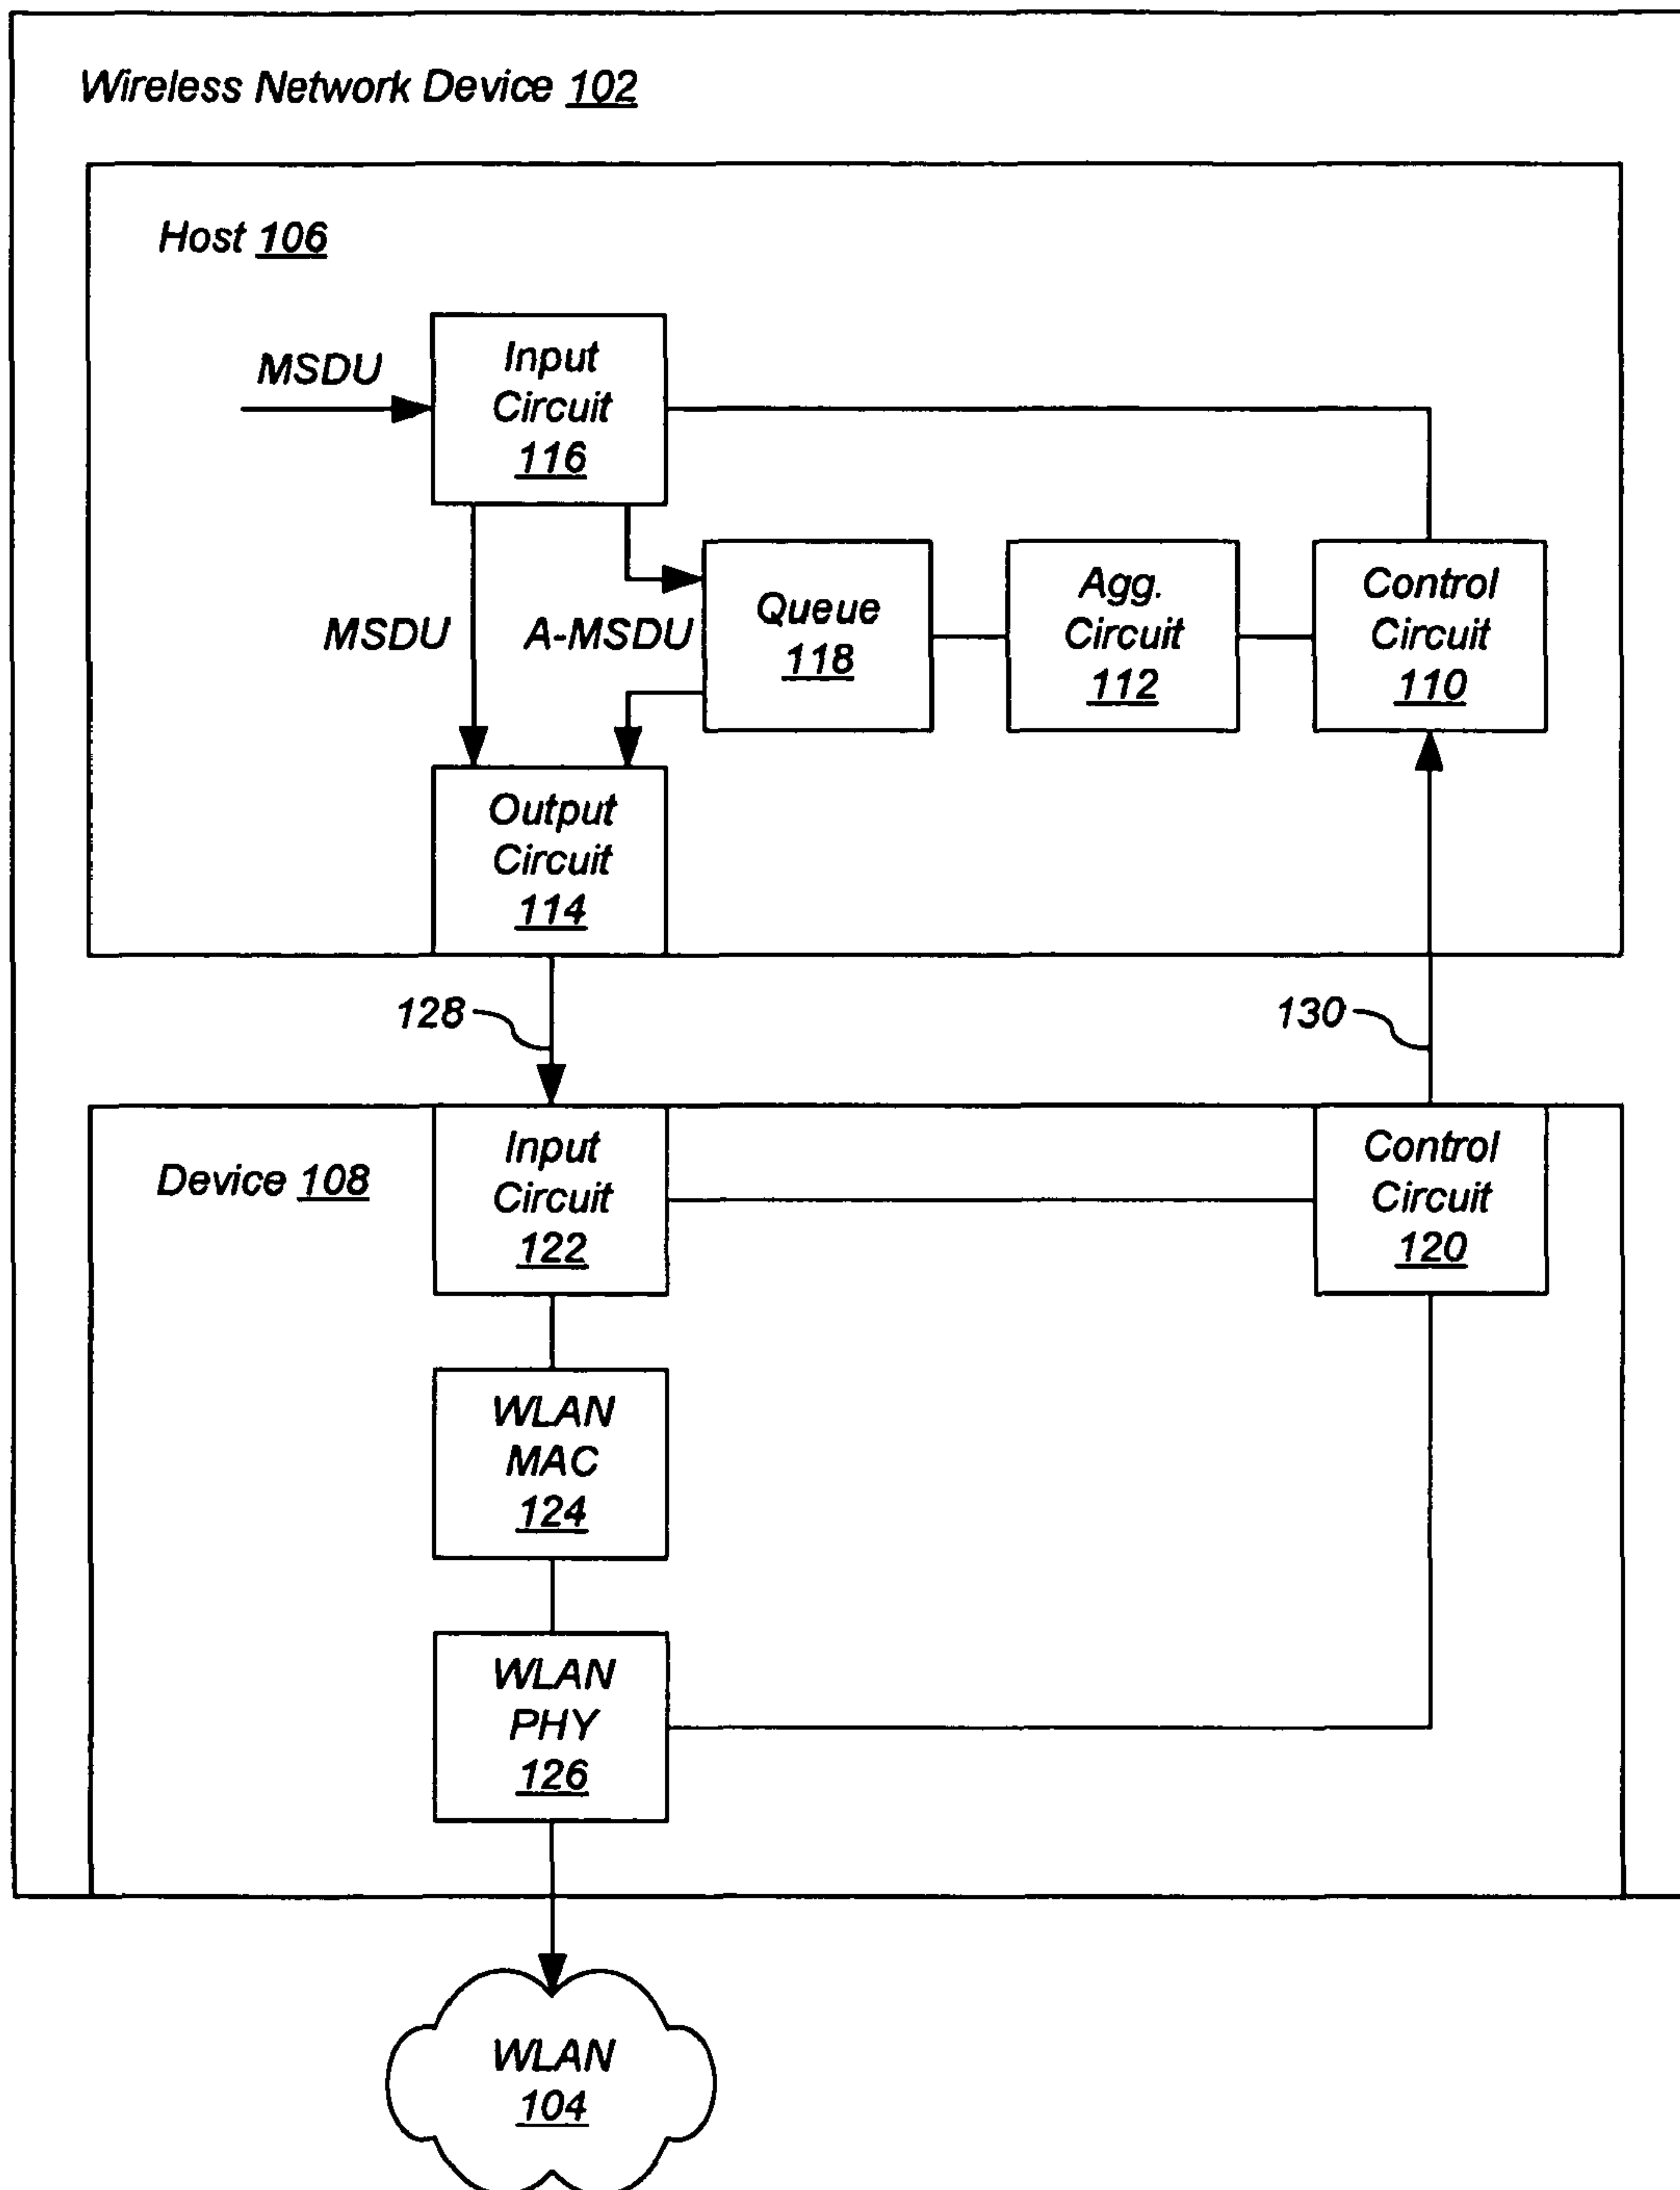 Wireless Network Device 102
Host 106
MSDU
Input
Circuit
116
MSDU
A-MSDU
Queue
118
Agg.
Circuit
112
Control
Circuit
110
Output
Circuit
114
128
130
Device 108
Input
Circuit
122
Control
Circuit
120
WLAN
MAC
124
WLAN
PHY
126
WLAN
104